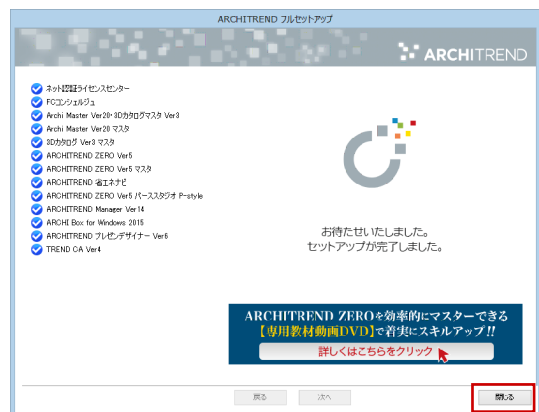 ARCHITREND フルセットアップ
ARCHITREND
ネット認証ライセンスセンター
FCコンシェルジュ
Archi Master Ver20・3Dカタログマスタ Ver3
Archi Master Ver20 マスタ
3Dカタログ Ver3 マスタ
ARCHITREND ZERO Ver5
ARCHITREND ZERO Ver5 マスタ
ARCHITREND 省エネナビ
ARCHITREND ZERO Ver5 パーススタジオ P-style
ARCHITREND Manager Ver14
ARCHI Box for Windows 2015
ARCHITREND プレゼンデザイナー Ver6
TREND CA Ver4
お待たせいたしました。
セットアップが完了しました。
ARCHITREND ZEROを効率的にマスターできる
【専用教材動画DVD】で着実にスキルアップ!!
詳しくはこちらをクリック
戻る 次へ 閉じる